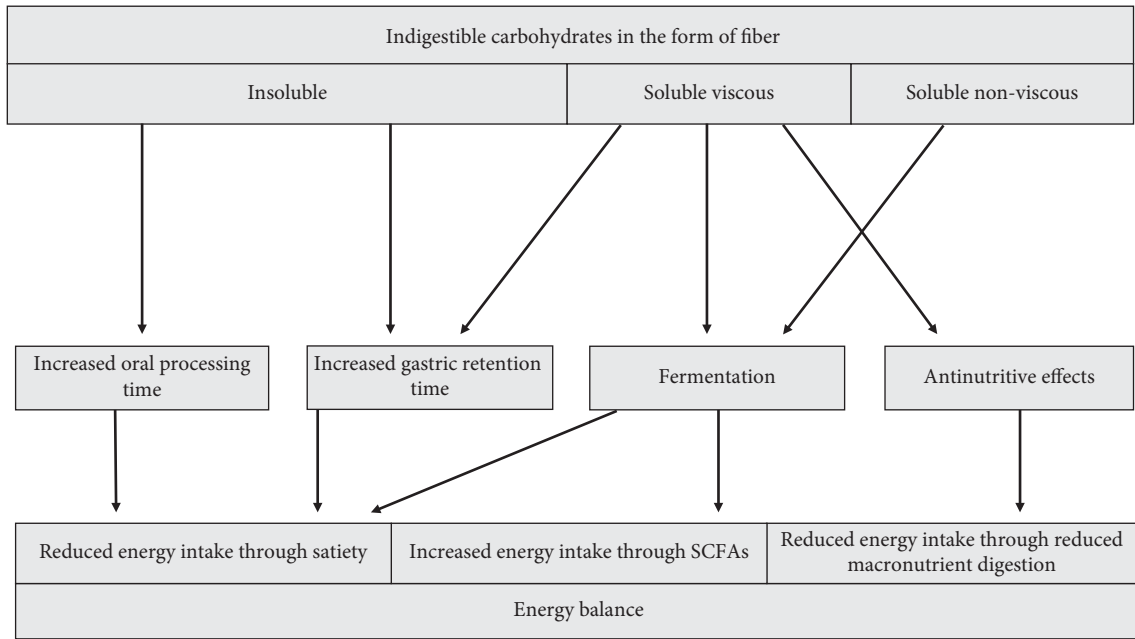 Indigestible carbohydrates in the form of fiber
Insoluble
Soluble viscous
Soluble non-viscous
Increased oral processing
time
Increased gastric retention
time
Fermentation
Antinutritive effects
Reduced energy intake through satiety
Increased energy intake through SCFAs
Reduced energy intake through reduced
macronutrient digestion
Energy balance